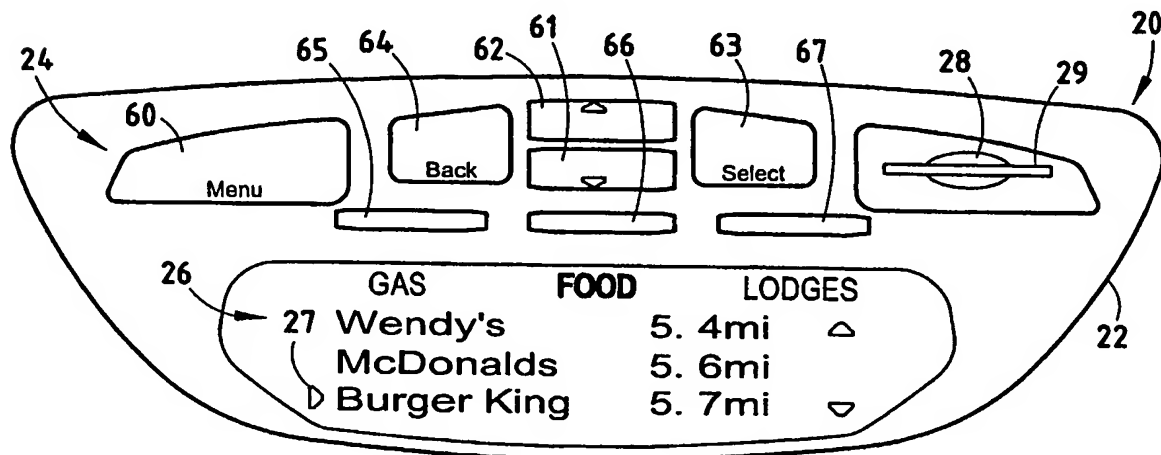 20
61
64 62 66 63 67
65 28
24 29
60
Back Select
Menu
GAS FOOD LODGES
26
27 Wendy's 5. 4mi
22
McDonalds 5. 6mi
Burger King 5. 7mi